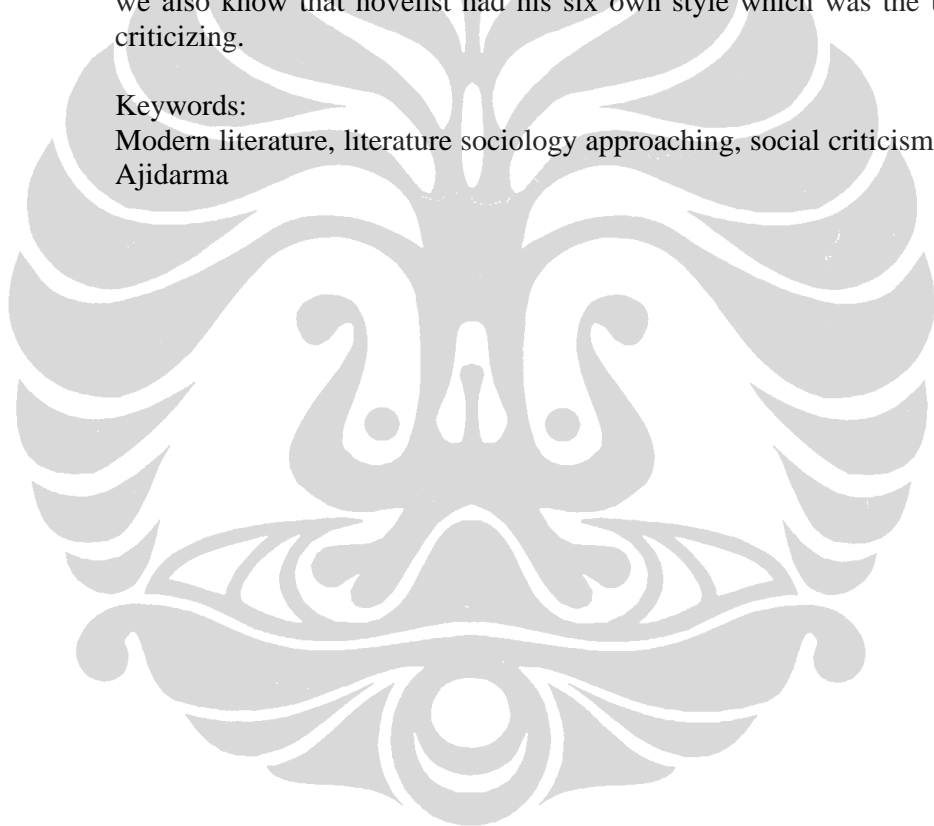 we also know that novelist had his six own style which was the
criticizing.
Keywords:
Modern literature, literature sociology approaching, social criticism
Ajidarma